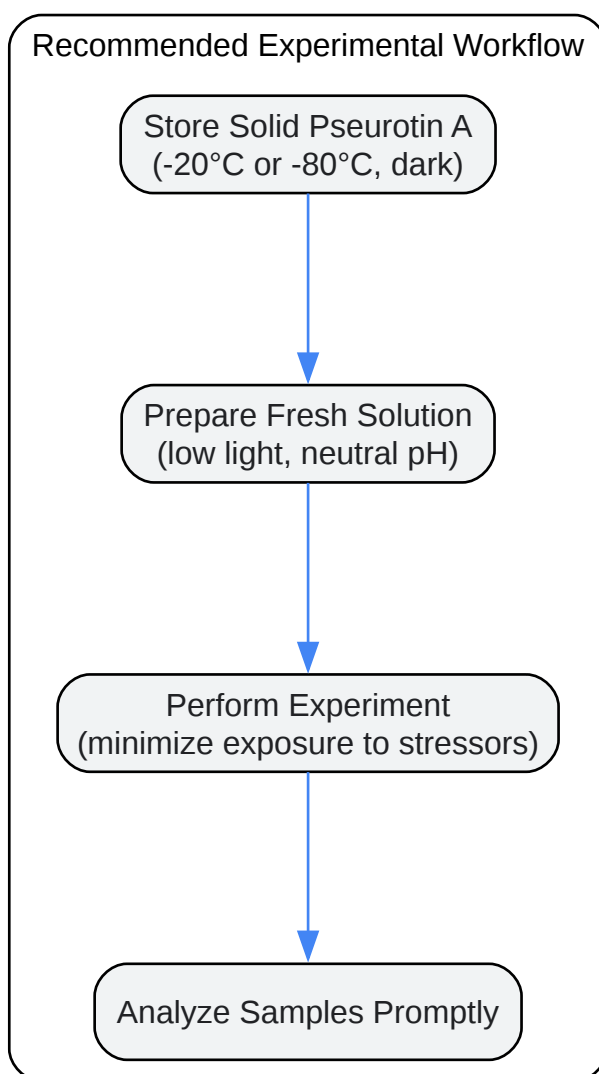 Recommended Experimental Workflow
Store Solid Pseurotin A
(-20°C or -80°C, dark)
Prepare Fresh Solution
(low light, neutral pH)
Perform Experiment
(minimize exposure to stressors)
Analyze Samples Promptly